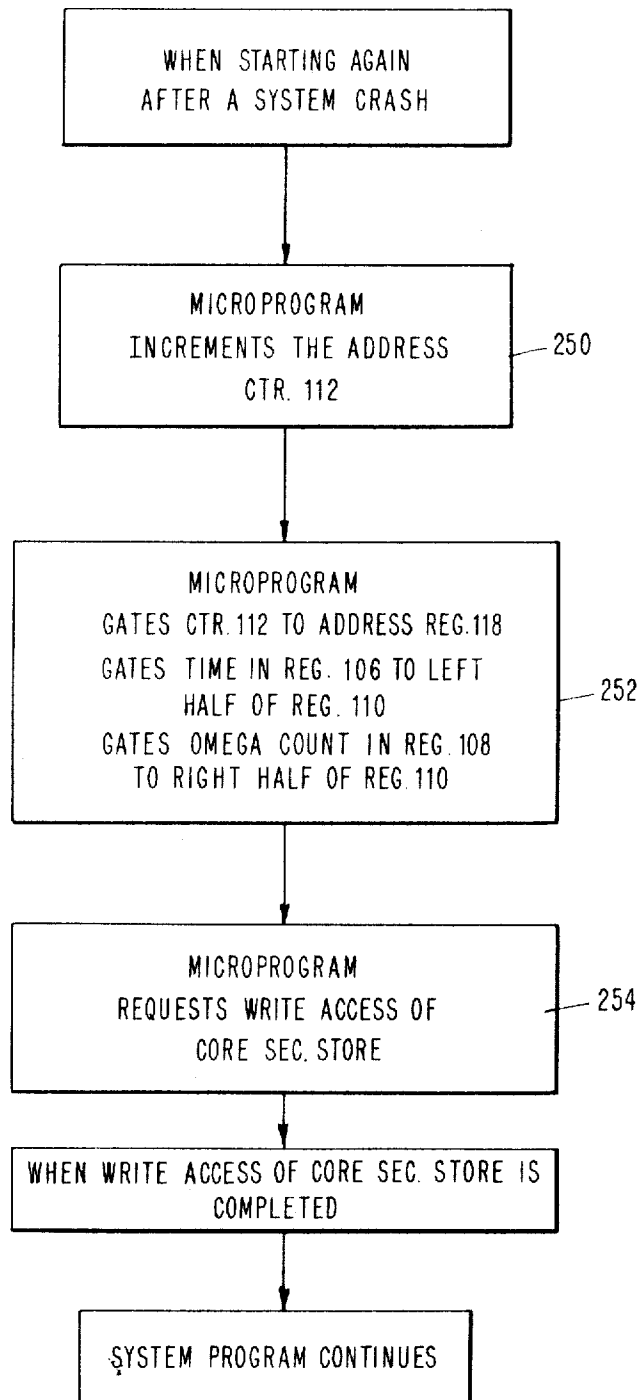 WHEN STARTING AGAIN
AFTER A SYSTEM CRASH
MICROPROGRAM
INCREMENTS THE ADDRESS
CTR. 112
250
MICROPROGRAM
GATES CTR. 112 TO ADDRESS REG. 118
GATES TIME IN REG. 106 TO LEFT
HALF OF REG. 110
GATES OMEGA COUNT IN REG. 108
TO RIGHT HALF OF REG. 110
252
MICROPROGRAM
REQUESTS WRITE ACCESS OF
CORE SEC. STORE
254
WHEN WRITE ACCESS OF CORE SEC. STORE IS
COMPLETED
SYSTEM PROGRAM CONTINUES